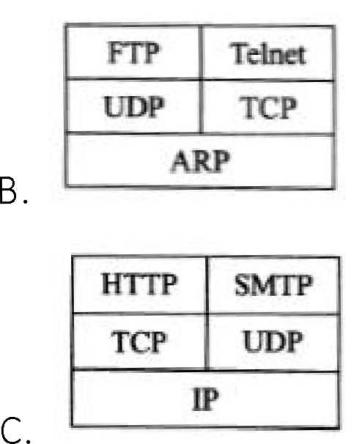 FTP Telnet
UDP TCP
ARP
B.
HTTP SMTP
TCP UDP
IP
C.